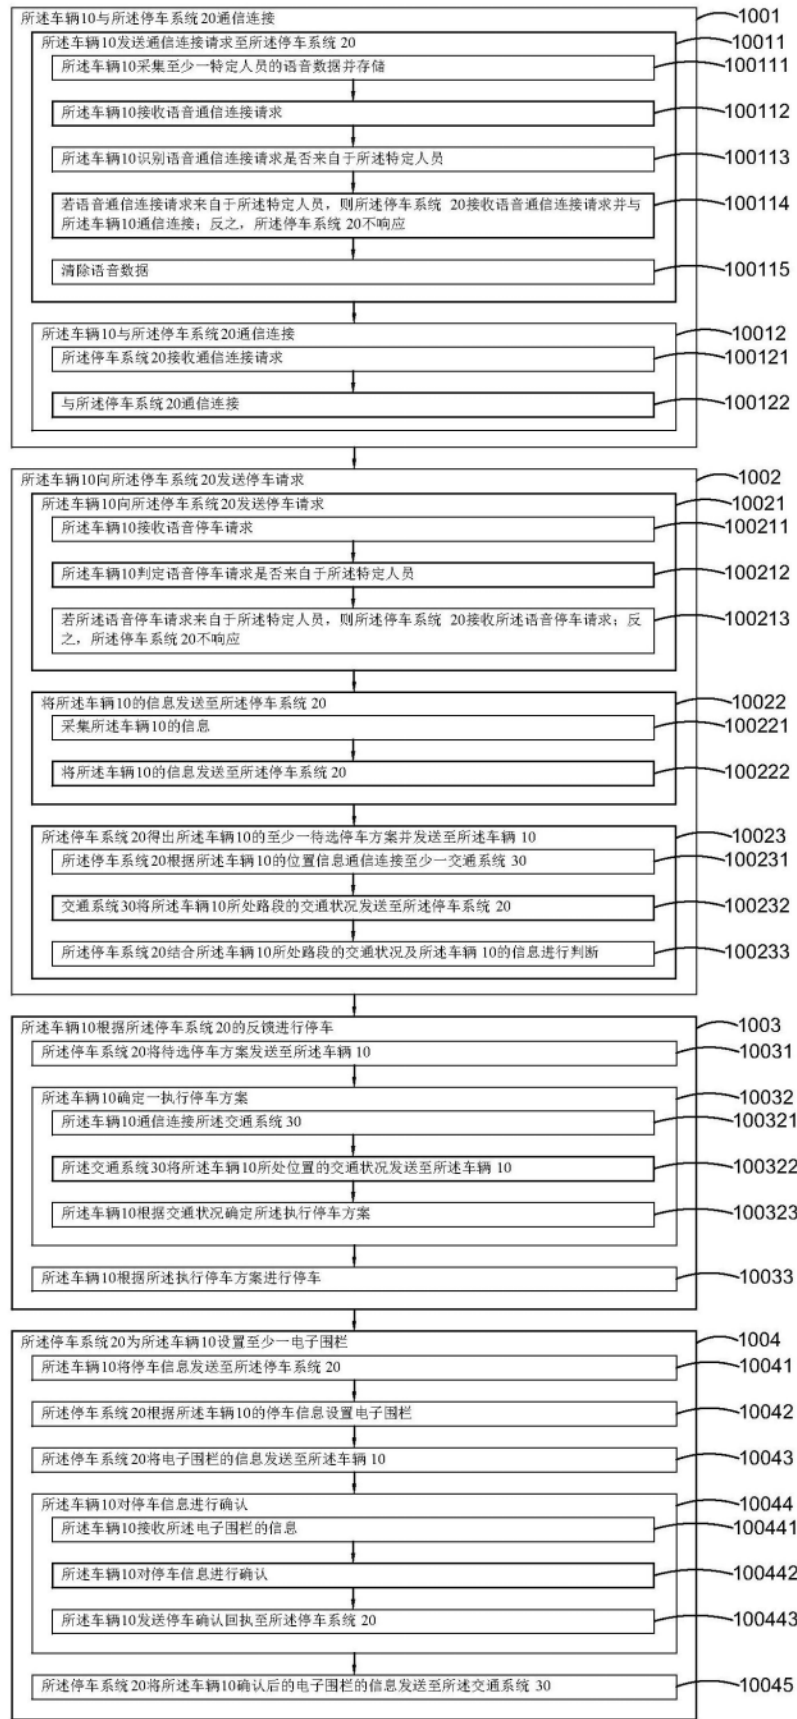 所述车辆10与所述停车系统20通信连接 1001
所述车辆10发送通信连接请求至所述停车系统20 10011
所述车辆10采集至少一特定人员的语音数据并存储 100111
所述车辆10接收语音通信连接请求 100112
所述车辆10识别语音通信连接请求是否来自于所述特定人员 100113
若语音通信连接请求来自于所述特定人员，则所述停车系统 20接收语音通信连接请求并与 100114
所述车辆10通信连接；反之，所述停车系统20不响应
清除语音数据 100115
所述车辆10与所述停车系统20通信连接 10012
所述停车系统20接收通信连接请求 100121
与所述停车系统20通信连接 100122
所述车辆10向所述停车系统20发送停车请求 1002
所述车辆10向所述停车系统20发送停车请求 10021
所述车辆10接收语音停车请求 100211
所述车辆10判定语音停车请求是否来自于所述特定人员 100212
若所述语音停车请求来自于所述特定人员，则所述停车系统 20接收所述语音停车请求；反 100213
之，所述停车系统20不响应
将所述车辆10的信息发送至所述停车系统20 10022
采集所述车辆10的信息 100221
将所述车辆10的信息发送至所述停车系统20 100222
所述停车系统20得出所述车辆10的至少一待选停车方案并发送至所述车辆 10 10023
所述停车系统20根据所述车辆10的位置信息通信连接至少一交通系统 30 100231
交通系统30将所述车辆10所处路段的交通状况发送至所述停车系统 20 100232
所述停车系统20结合所述车辆10所处路段的交通状况及所述车辆 10的信息进行判断 100233
所述车辆10根据所述停车系统20的反馈进行停车 1003
所述停车系统20将待选停车方案发送至所述车辆 10 10031
所述车辆10确定一执行停车方案 10032
所述车辆10通信连接所述交通系统30 100321
所述交通系统30将所述车辆10所处位置的交通状况发送至所述车辆 10 100322
所述车辆10根据交通状况确定所述执行停车方案 100323
所述车辆10根据所述执行停车方案进行停车 10033
所述停车系统20为所述车辆10设置至少一电子围栏 1004
所述车辆10将停车信息发送至所述停车系统20 10041
所述停车系统20根据所述车辆10的停车信息设置电子围栏 10042
所述停车系统20将电子围栏的信息发送至所述车辆 10 10043
所述车辆10对停车信息进行确认 10044
所述车辆10接收所述电子围栏的信息 100441
所述车辆10对停车信息进行确认 100442
所述车辆10发送停车确认回执至所述停车系统 20 100443
所述停车系统20将所述车辆10确认后的电子围栏的信息发送至所述交通系统 30 10045